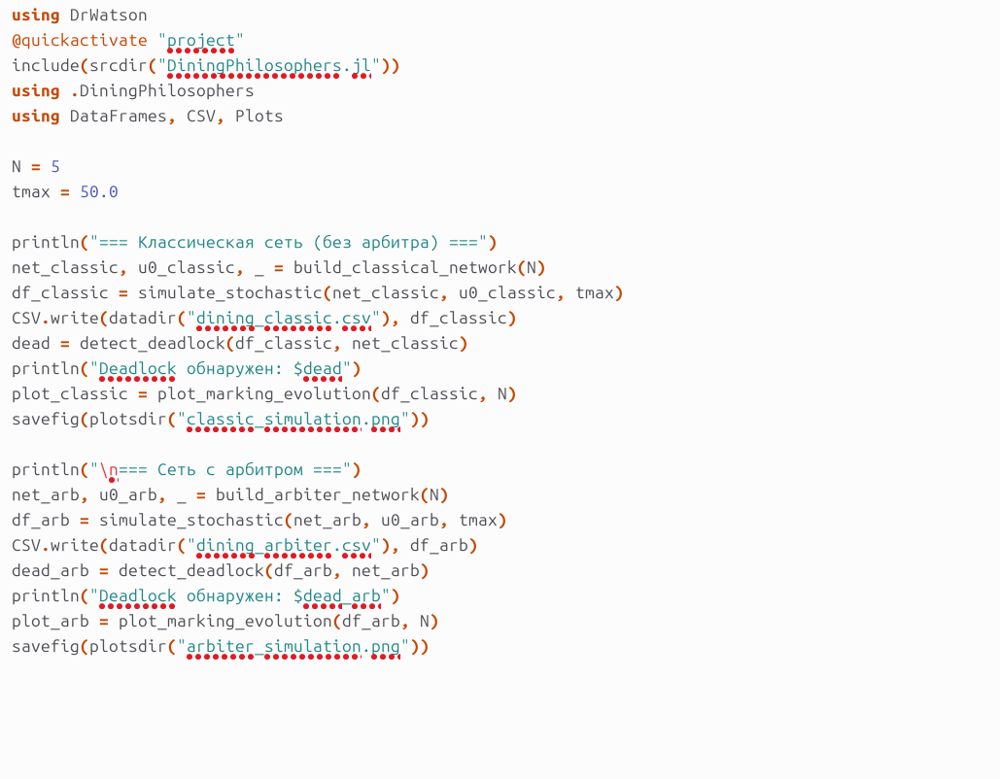 using DrWatson
@quickactivate "project"
include(srcdir("DiningPhilosophers.jl"))
using .DiningPhilosophers
using DataFrames, CSV, Plots

N = 5
tmax = 50.0

println("=== Классическая сеть (без арбитра) ===")
net_classic, u0_classic, _ = build_classical_network(N)
df_classic = simulate_stochastic(net_classic, u0_classic, tmax)
CSV.write(datadir("dining_classic.csv"), df_classic)
dead = detect_deadlock(df_classic, net_classic)
println("Deadlock обнаружен: $dead")
plot_classic = plot_marking_evolution(df_classic, N)
savefig(plotsdir("classic_simulation.png"))

println("\n=== Сеть с арбитром ===")
net_arb, u0_arb, _ = build_arbiter_network(N)
df_arb = simulate_stochastic(net_arb, u0_arb, tmax)
CSV.write(datadir("dining_arbiter.csv"), df_arb)
dead_arb = detect_deadlock(df_arb, net_arb)
println("Deadlock обнаружен: $dead_arb")
plot_arb = plot_marking_evolution(df_arb, N)
savefig(plotsdir("arbiter_simulation.png"))